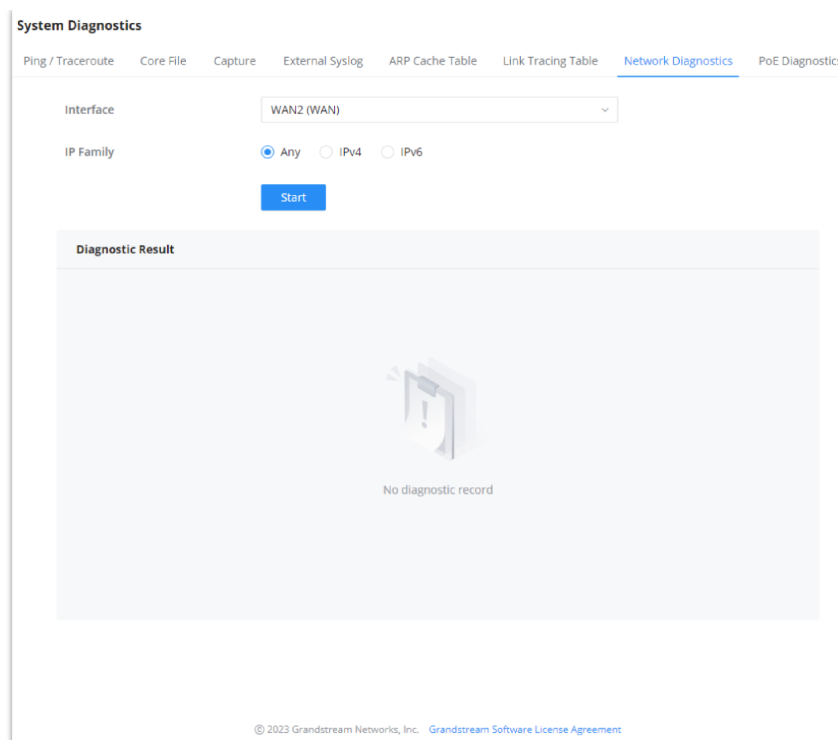 System Diagnostics
Ping / Traceroute Core File Capture External Syslog ARP Cache Table Link Tracing Table Network Diagnostics PoE Diagnostics
Interface WAN2 (WAN)
IP Family Any IPv4 IPv6
Start
Diagnostic Result
No diagnostic record
© 2023 Grandstream Networks, Inc. Grandstream Software License Agreement